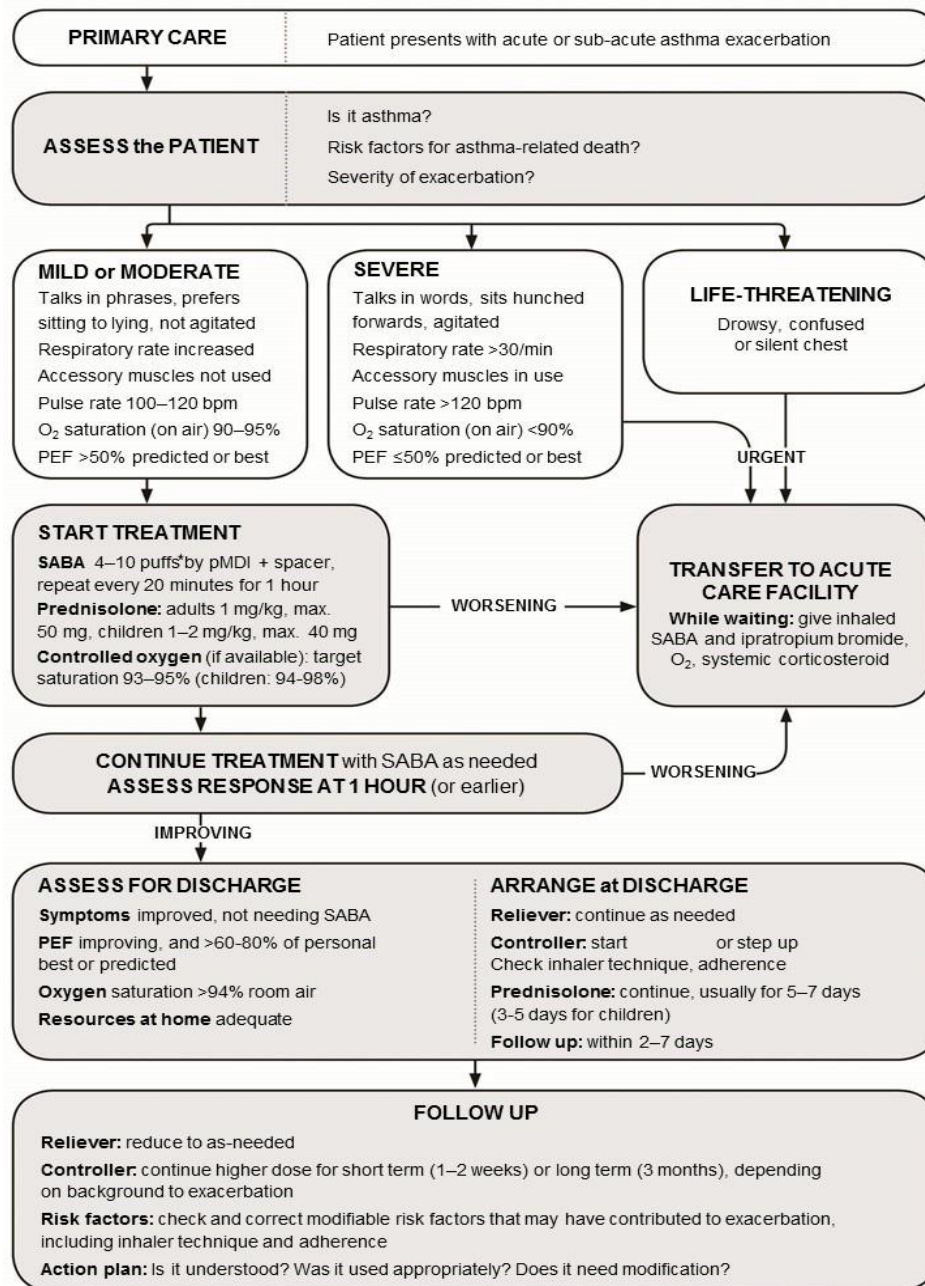 PRIMARY CARE
Patient presents with acute or sub-acute asthma exacerbation
ASSESS the PATIENT
Is it asthma?
Risk factors for asthma-related death?
Severity of exacerbation?
MILD or MODERATE
Talks in phrases, prefers
sitting to lying, not agitated
Respiratory rate increased
Accessory muscles not used
Pulse rate 100–120 bpm
O₂ saturation (on air) 90–95%
PEF >50% predicted or best
SEVERE
Talks in words, sits hunched
forwards, agitated
Respiratory rate >30/min
Accessory muscles in use
Pulse rate >120 bpm
O₂ saturation (on air) <90%
PEF ≤50% predicted or best
LIFE-THREATENING
Drowsy, confused
or silent chest
URGENT
START TREATMENT
SABA 4–10 puffs*by pMDI + spacer,
repeat every 20 minutes for 1 hour
Prednisolone: adults 1 mg/kg, max.
50 mg, children 1–2 mg/kg, max. 40 mg
Controlled oxygen (if available): target
saturation 93–95% (children: 94-98%)
WORSENING
TRANSFER TO ACUTE
CARE FACILITY
While waiting: give inhaled
SABA and ipratropium bromide,
O₂, systemic corticosteroid
CONTINUE TREATMENT with SABA as needed
ASSESS RESPONSE AT 1 HOUR (or earlier)
WORSENING
IMPROVING
ASSESS FOR DISCHARGE
Symptoms improved, not needing SABA
PEF improving, and >60-80% of personal
best or predicted
Oxygen saturation >94% room air
Resources at home adequate
ARRANGE at DISCHARGE
Reliever: continue as needed
Controller: start or step up
Check inhaler technique, adherence
Prednisolone: continue, usually for 5–7 days
(3-5 days for children)
Follow up: within 2–7 days
FOLLOW UP
Reliever: reduce to as-needed
Controller: continue higher dose for short term (1–2 weeks) or long term (3 months), depending
on background to exacerbation
Risk factors: check and correct modifiable risk factors that may have contributed to exacerbation,
including inhaler technique and adherence
Action plan: Is it understood? Was it used appropriately? Does it need modification?